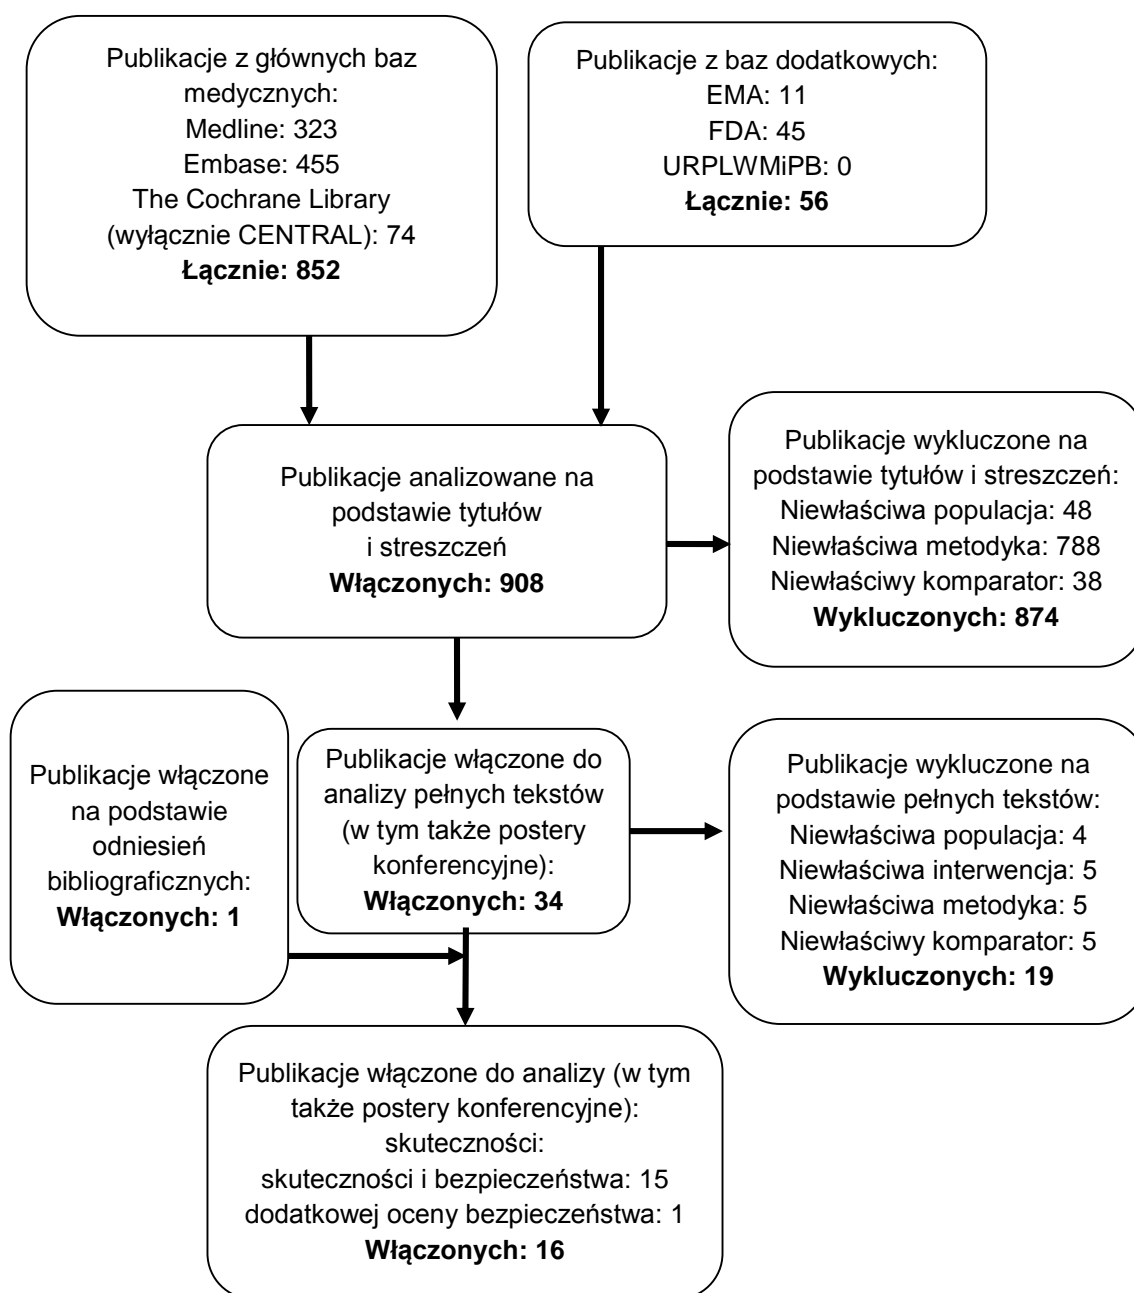 Publikacje z głównych baz
medycznych:
Medline: 323
Embase: 455
The Cochrane Library
(wyłącznie CENTRAL): 74
Łącznie: 852
Publikacje z baz dodatkowych:
EMA: 11
FDA: 45
URPLWMiPB: 0
Łącznie: 56
Publikacje analizowane na
podstawie tytułów
i streszczeń
Włączonych: 908
Publikacje wykluczone na
podstawie tytułów i streszczeń:
Niewłaściwa populacja: 48
Niewłaściwa metodyka: 788
Niewłaściwy komparator: 38
Wykluczonych: 874
Publikacje włączone
na podstawie
odniesień
bibliograficznych:
Włączonych: 1
Publikacje włączone do
analizy pełnych tekstów
(w tym także postery
konferencyjne):
Włączonych: 34
Publikacje wykluczone na
podstawie pełnych tekstów:
Niewłaściwa populacja: 4
Niewłaściwa interwencja: 5
Niewłaściwa metodyka: 5
Niewłaściwy komparator: 5
Wykluczonych: 19
Publikacje włączone do analizy (w tym
także postery konferencyjne):
skuteczności:
skuteczności i bezpieczeństwa: 15
dodatkowej oceny bezpieczeństwa: 1
Włączonych: 16